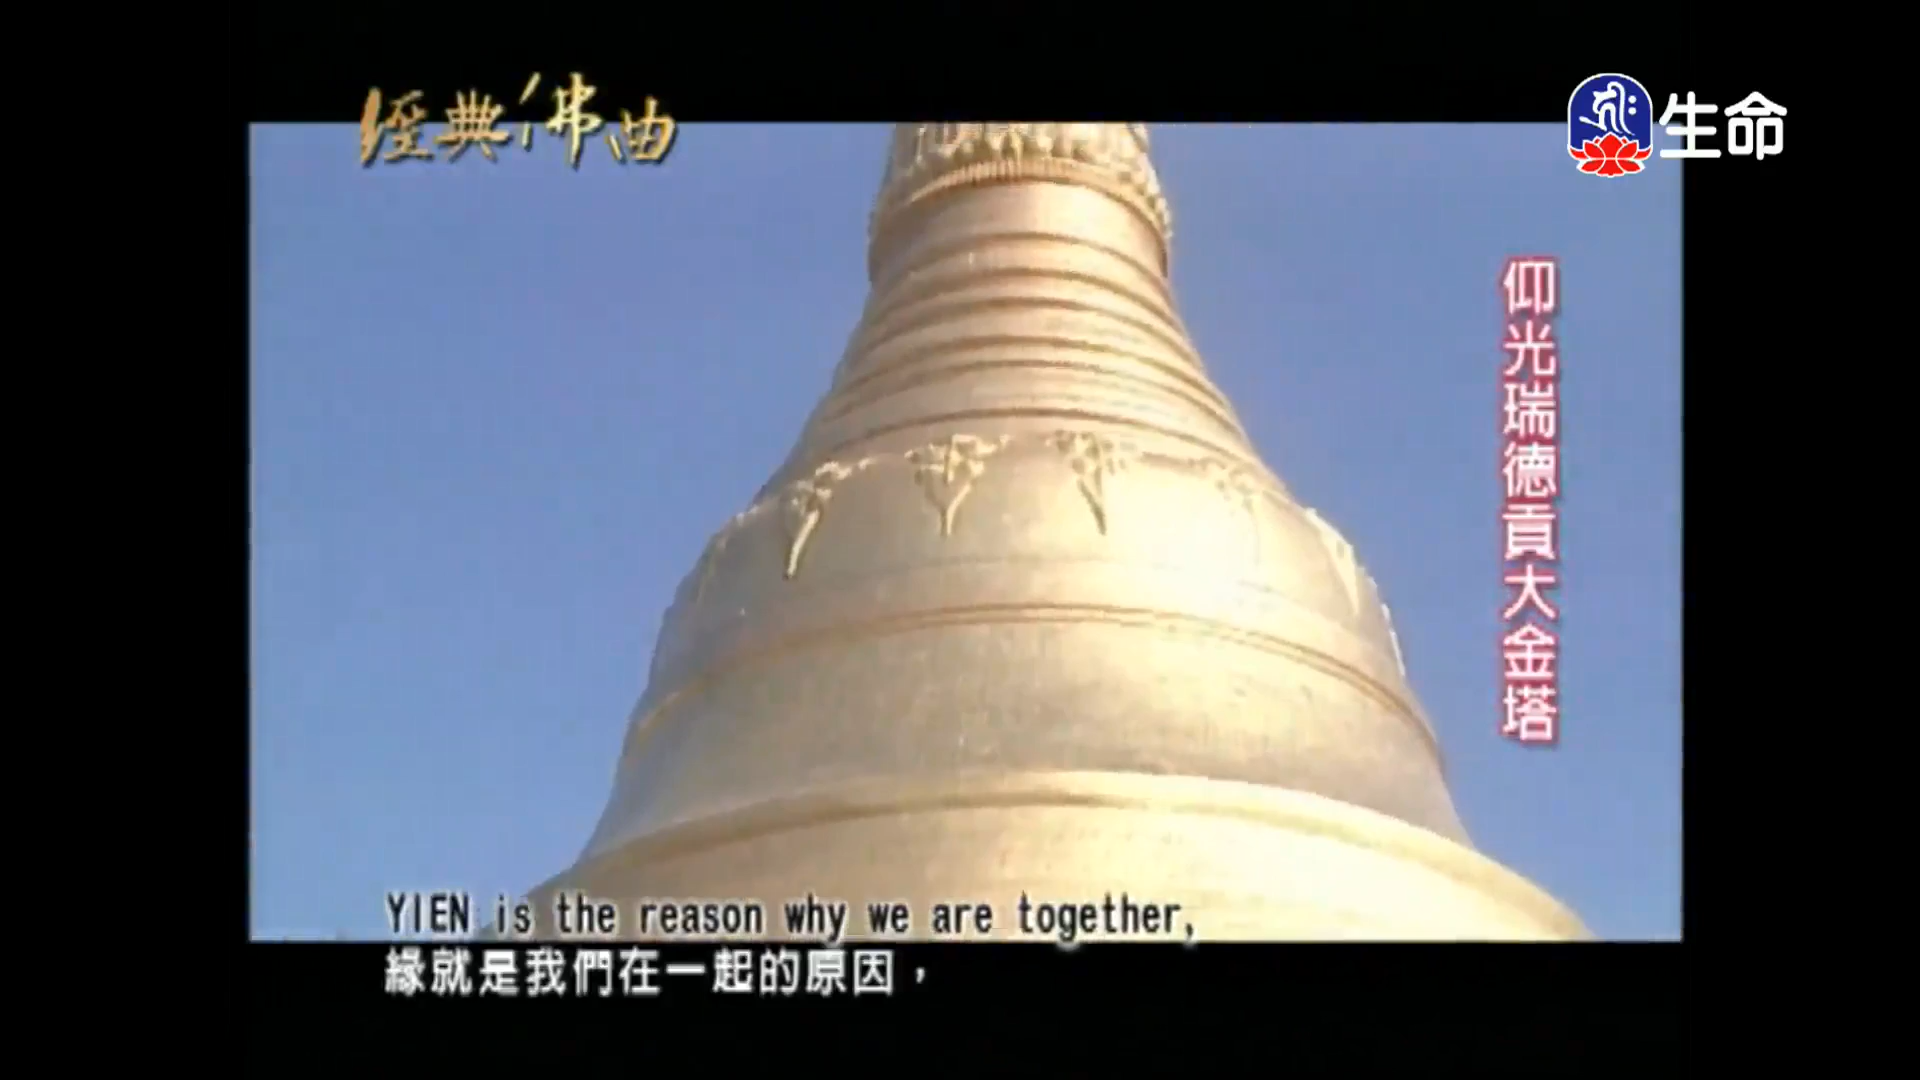 經典佛曲
生命
仰光瑞德貢大金塔
YIEN is the reason why we are together,
緣就是我們在一起的原因，